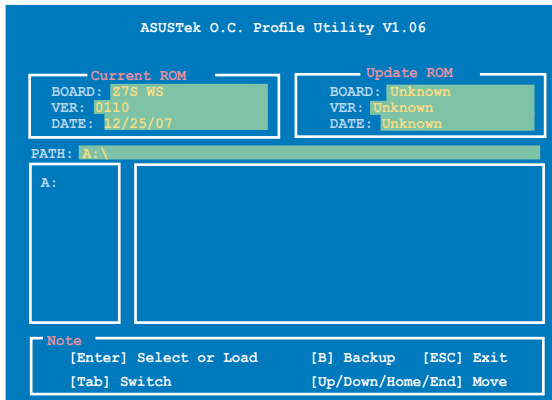 ASUSTek O.C. Profile Utility V1.06
Current ROM
BOARD: Z7S WS
VER: 0110
DATE: 12/25/07
Update ROM
BOARD: Unknown
VER: Unknown
DATE: Unknown
PATH: A:\
A:
Note
[Enter] Select or Load [B] Backup [ESC] Exit
[Tab] Switch [Up/Down/Home/End] Move